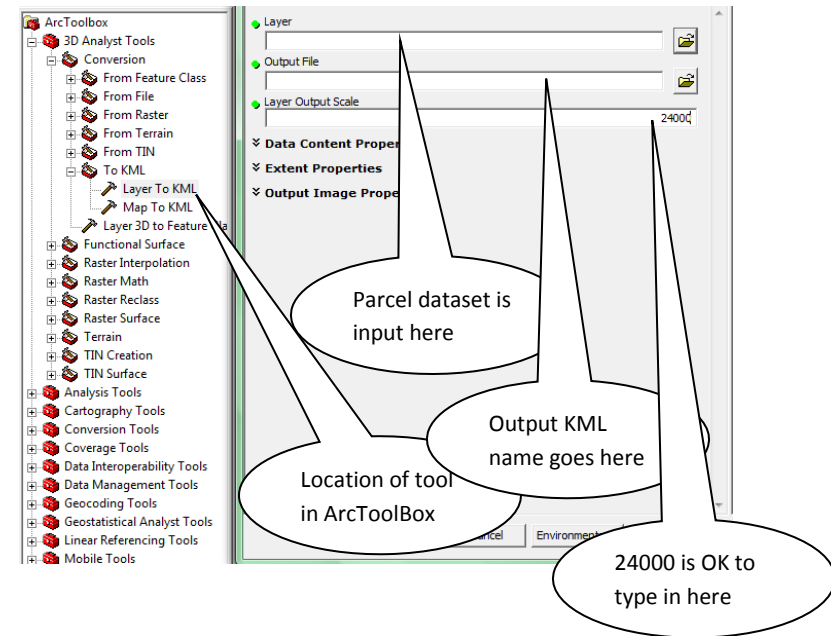 ArcToolbox
3D Analyst Tools
Conversion
From Feature Class
From File
From Raster
From Terrain
From TIN
To KML
Layer To KML
Map To KML
Layer 3D to Feature
Functional Surface
Raster Interpolation
Raster Math
Raster Reclass
Raster Surface
Terrain
TIN Creation
TIN Surface
Analysis Tools
Cartography Tools
Conversion Tools
Coverage Tools
Data Interoperability Tools
Data Management Tools
Geocoding Tools
Geostatistical Analyst Tools
Linear Referencing Tools
Mobile Tools
Layer
Output File
Layer Output Scale
24000
Data Content Proper
Extent Properties
Output Image Prope
Parcel dataset is
input here
Output KML
name goes here
Location of tool
in ArcToolBox
ncel
Environment
24000 is OK to
type in here